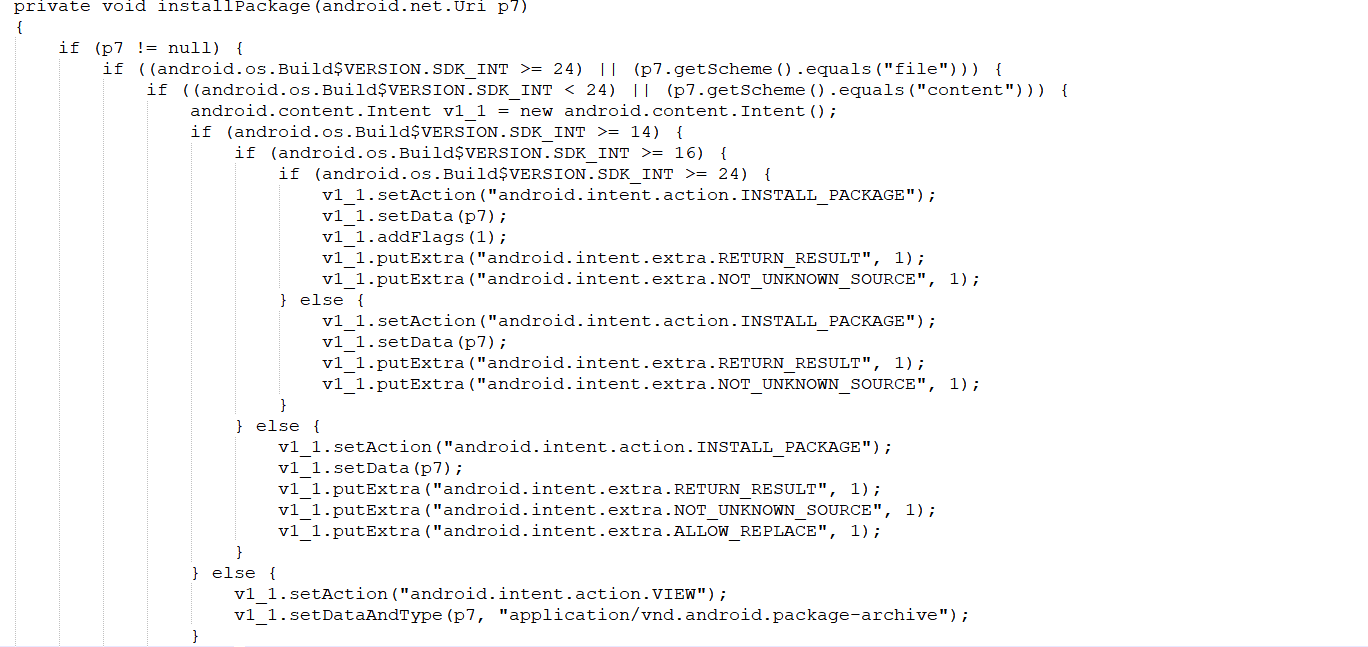 private void installPackage(android.net.Uri p7)
{
    if (p7 != null) {
        if ((android.os.Build$VERSION.SDK_INT >= 24) || (p7.getScheme().equals("file"))) {
            if ((android.os.Build$VERSION.SDK_INT < 24) || (p7.getScheme().equals("content"))) {
                android.content.Intent v1_1 = new android.content.Intent();
                if (android.os.Build$VERSION.SDK_INT >= 14) {
                    if (android.os.Build$VERSION.SDK_INT >= 16) {
                        if (android.os.Build$VERSION.SDK_INT >= 24) {
                            v1_1.setAction("android.intent.action.INSTALL_PACKAGE");
                            v1_1.setData(p7);
                            v1_1.addFlags(1);
                            v1_1.putExtra("android.intent.extra.RETURN_RESULT", 1);
                            v1_1.putExtra("android.intent.extra.NOT_UNKNOWN_SOURCE", 1);
                        } else {
                            v1_1.setAction("android.intent.action.INSTALL_PACKAGE");
                            v1_1.setData(p7);
                            v1_1.putExtra("android.intent.extra.RETURN_RESULT", 1);
                            v1_1.putExtra("android.intent.extra.NOT_UNKNOWN_SOURCE", 1);
                        }
                    } else {
                        v1_1.setAction("android.intent.action.INSTALL_PACKAGE");
                        v1_1.setData(p7);
                        v1_1.putExtra("android.intent.extra.RETURN_RESULT", 1);
                        v1_1.putExtra("android.intent.extra.NOT_UNKNOWN_SOURCE", 1);
                        v1_1.putExtra("android.intent.extra.ALLOW_REPLACE", 1);
                    }
                } else {
                    v1_1.setAction("android.intent.action.VIEW");
                    v1_1.setDataAndType(p7, "application/vnd.android.package-archive");
                }